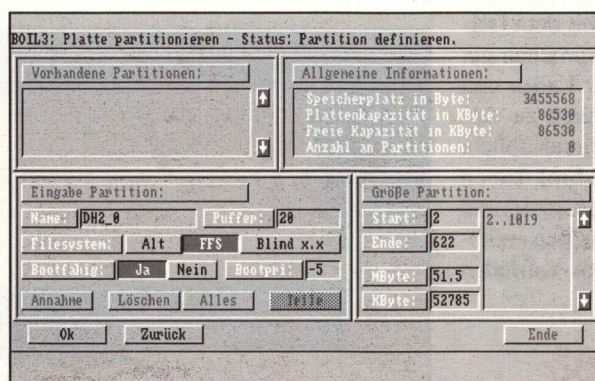 BOIL3: Platte partitionieren - Status: Partition definieren.
Vorhandene Partitionen:
Allgemeine Informationen:
Speicherplatz in Byte: 3455568
Plattenkapazität in KByte: 86530
Freie Kapazität in KByte: 86530
Anzahl an Partitionen: 0
Eingabe Partition:
Name: DH2_0 Puffer: 20
Filesystem: Alt FFS Blind x.x
Bootfähig: Ja Nein Bootpri: -5
Annahme Löschen Alles Teile
Größe Partition:
Start: 2 2..1019
Ende: 622
MByte: 51.5
KByte: 52785
Ok Zurück Ende